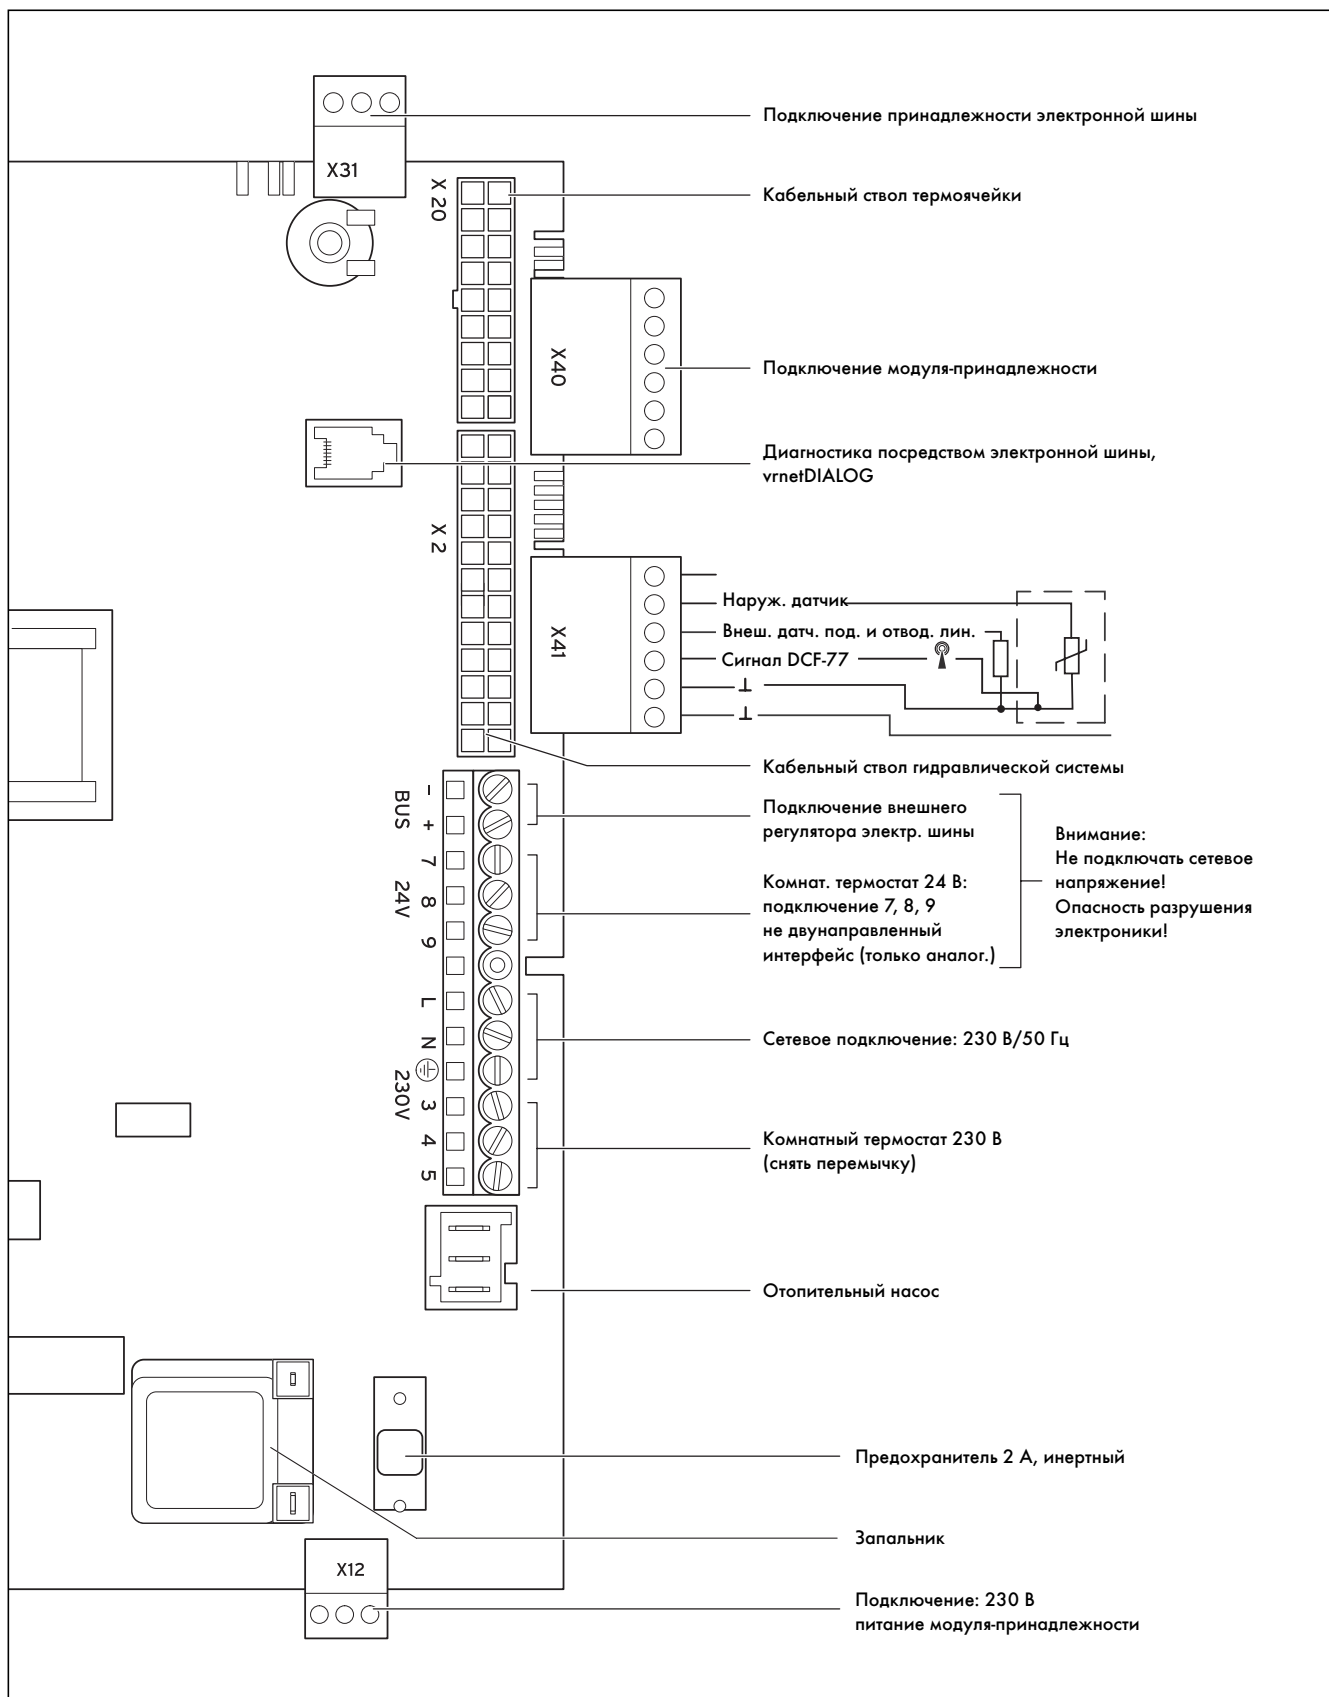 Подключение принадлежности электронной шины
X31
X 20
Кабельный ствол термоячейки
X40
Подключение модуля-принадлежности
Диагностика посредством электронной шины,
vrnetDIALOG
X 2
X41
Наруж. датчик
Внеш. датч. под. и отвод. лин.
Сигнал DCF-77
Кабельный ствол гидравлической системы
- +
BUS
Подключение внешнего
регулятора электр. шины
7 8 9
24V
Комнат. термостат 24 В:
подключение 7, 8, 9
не двунаправленный
интерфейс (только аналог.)
Внимание:
Не подключать сетевое
напряжение!
Опасность разрушения
электроники!
L N
Сетевое подключение: 230 В/50 Гц
230V
3 4 5
Комнатный термостат 230 В
(снять перемычку)
Отопительный насос
Предохранитель 2 А, инертный
Запальник
X12
Подключение: 230 В
питание модуля-принадлежности